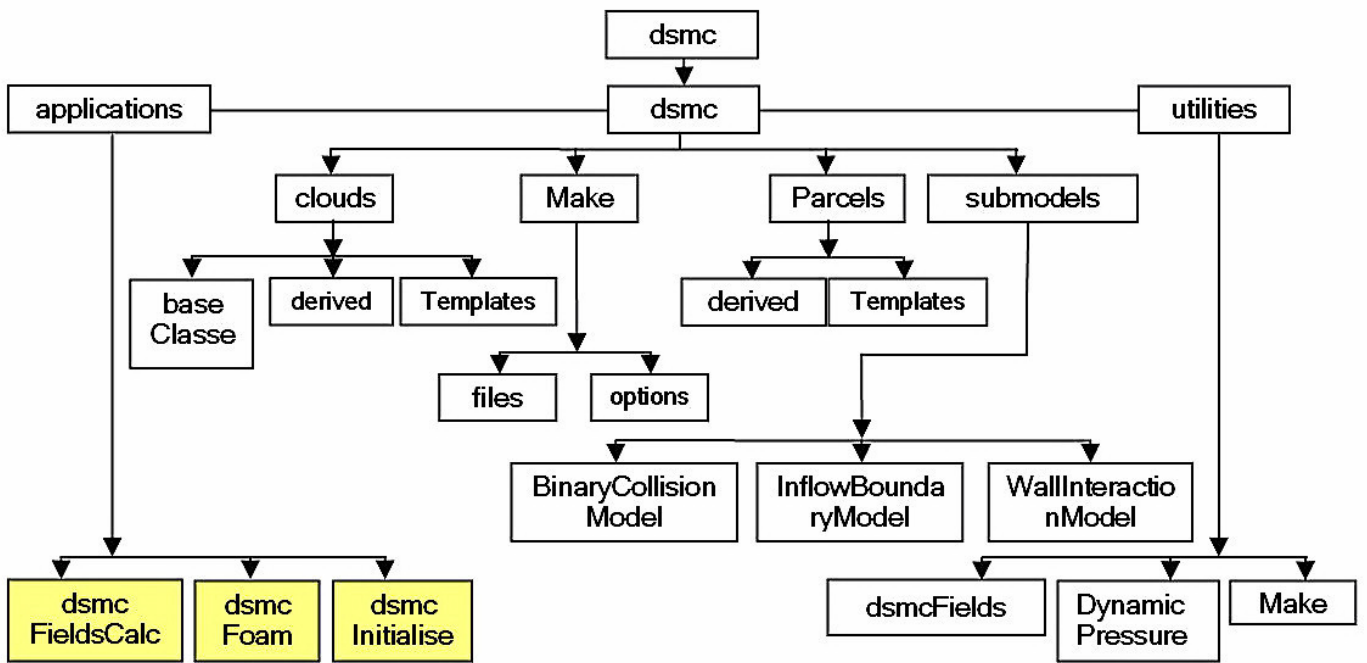 dsmc
applications
dsmc
utilities
clouds
Make
Parcels
submodels
base
Classe
derived
Templates
derived
Templates
files
options
BinaryCollision
Model
InflowBounda
ryModel
WallInteractio
nModel
dsmc
FieldsCalc
dsmc
Foam
dsmc
Initialise
dsmcFields
Dynamic
Pressure
Make